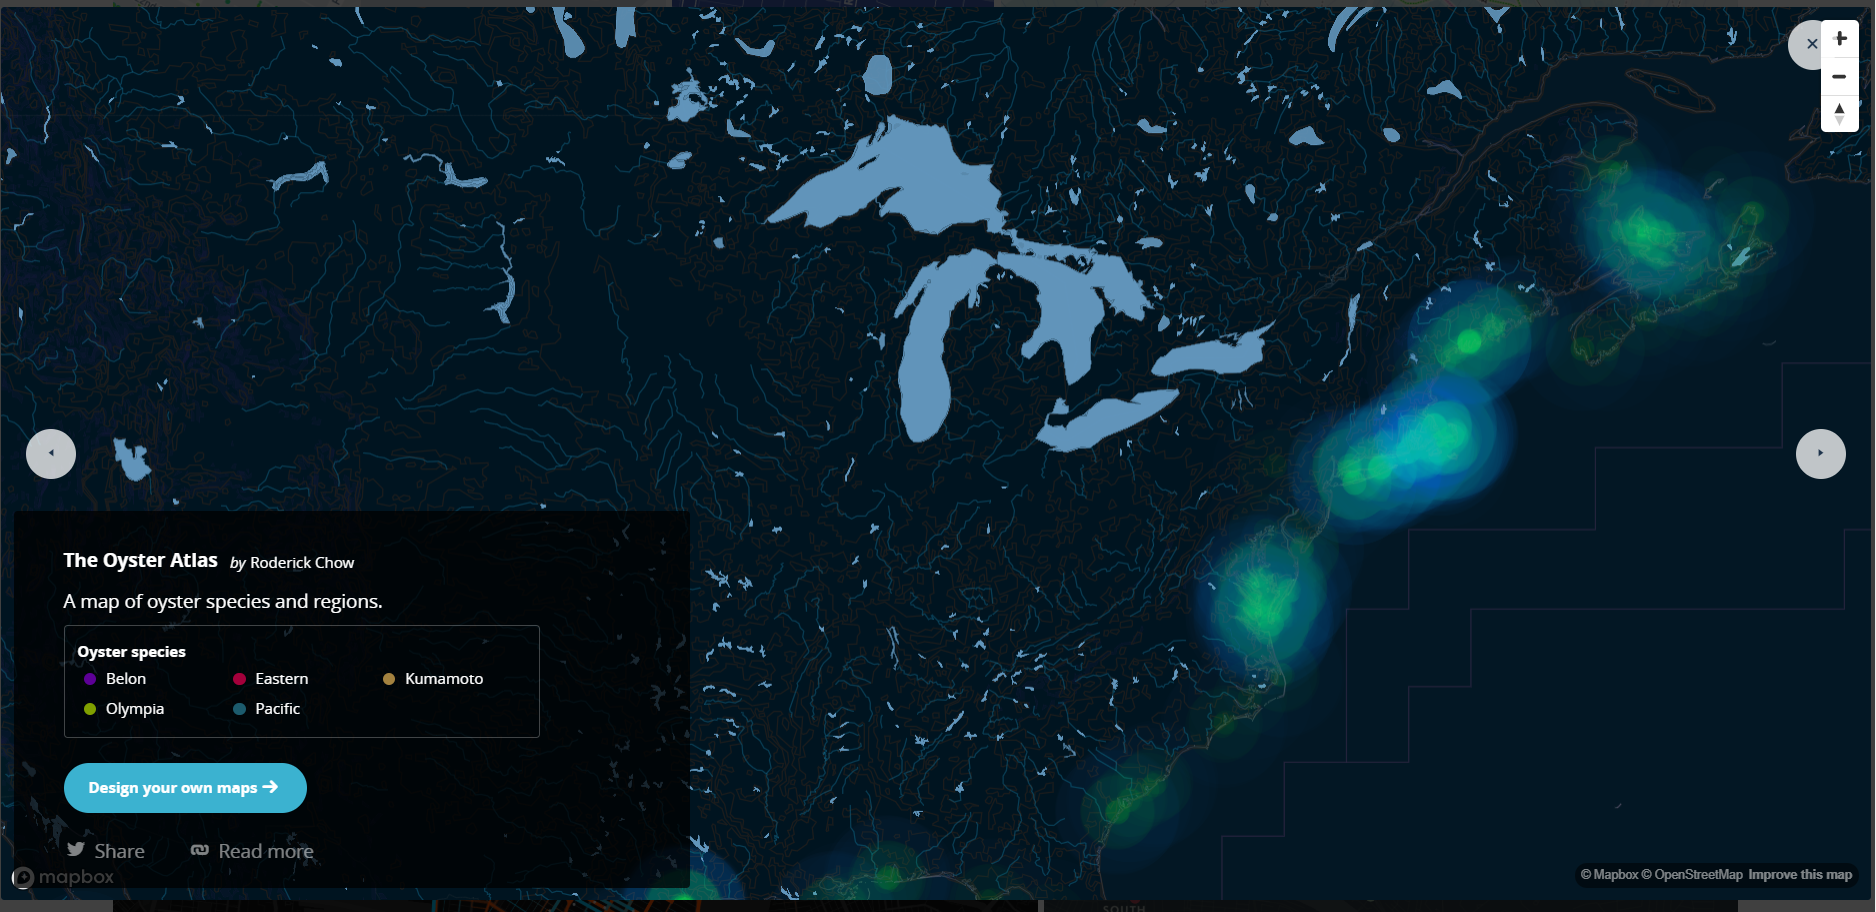 The Oyster Atlas by Roderick Chow
A map of oyster species and regions.
Oyster species
Belon Eastern Kumamoto
Olympia Pacific
Design your own maps →
Share Read more
mapbox
© Mapbox © OpenStreetMap Improve this map
SOUTH